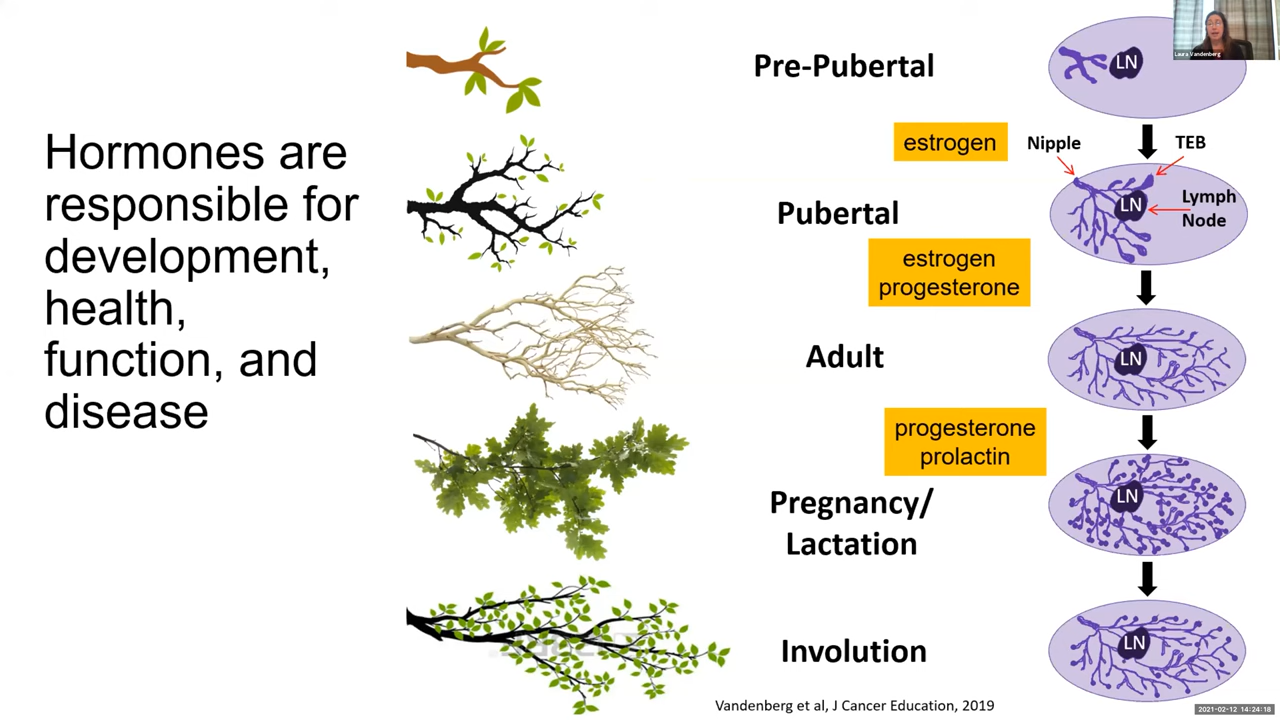 Hormones are
responsible for
development,
health,
function, and
disease
Pre-Pubertal
LN
Laura Vandenberg
estrogen
Nipple
TEB
Pubertal
LN
Lymph
Node
estrogen
progesterone
Adult
LN
progesterone
prolactin
Pregnancy/
Lactation
LN
Involution
LN
Vandenberg et al, J Cancer Education, 2019
2021-02-12 14:24:18